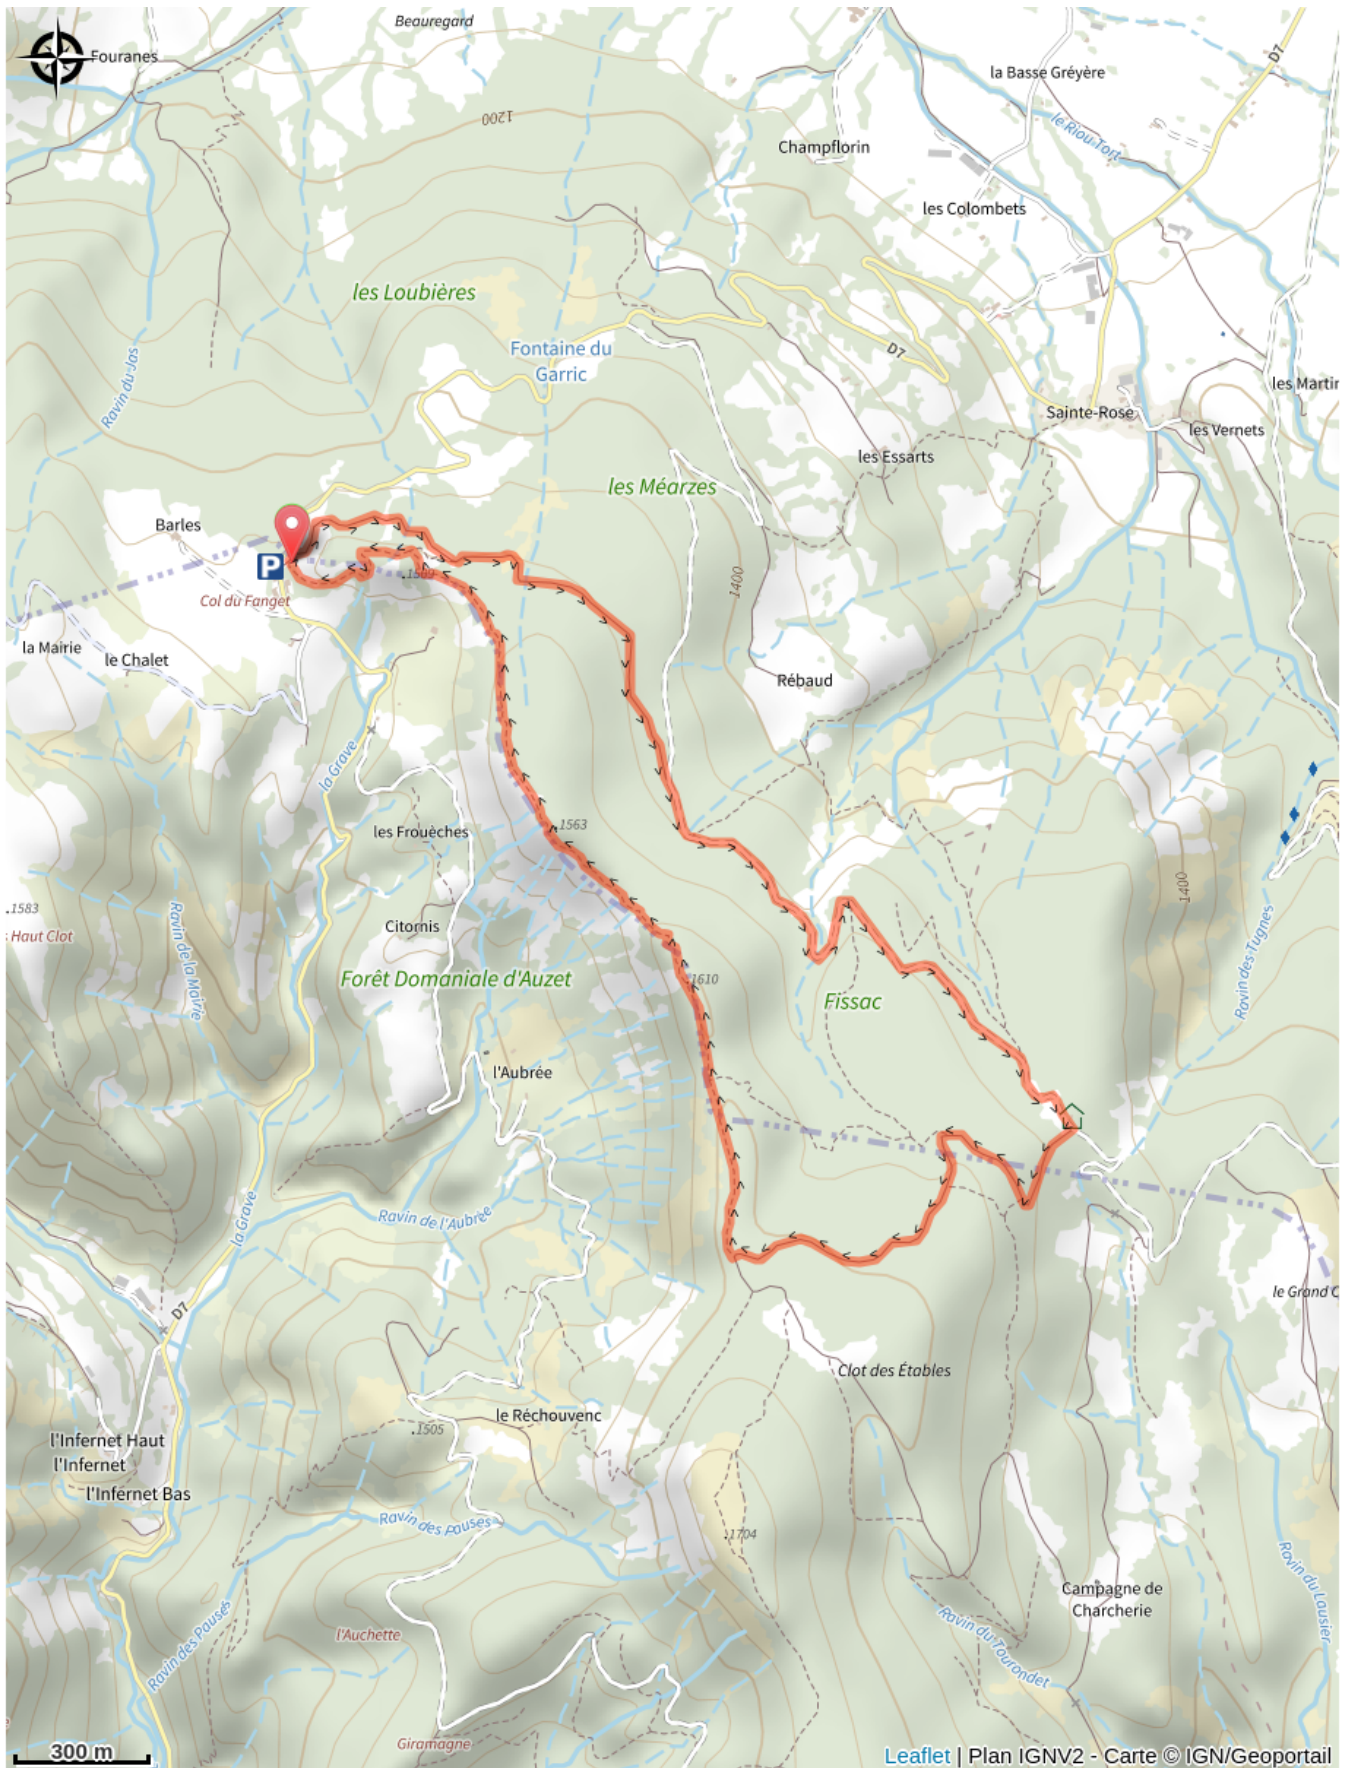 Beauregard
Fouranes
la Basse Gréyère
D7
1200
le Riou Tort
Champflorin
les Colombets
les Loubières
Fontaine du
Garric
D7
Ravin du Jas
les Martin
Sainte-Rose
les Vernets
les Essarts
les Méarzes
Barles
P
1400
Col du Fanget
la Mairie
le Chalet
Rébaud
la Grave
.1563
les Frouèches
1400
.1583
Haut Clot
Citornis
Ravin de la Mairie
Ravin des Tugnes
Forêt Domaniale d'Auzet
1610
Fissac
l'Aubrée
Ravin de l'Aubrée
la Grave
le Grand C
D7
Clot des Étables
le Réchouvenc
.1505
l'Infernet Haut
l'Infernet
l'Infernet Bas
Ravin des Pauses
.1704
Campagne de
Charcherie
Ravin du Lausier
Ravin des Pauses
l'Auchette
Ravin du Tourondet
Giramagne
300 m
Leaflet | Plan IGNV2 - Carte © IGN/Geoportail